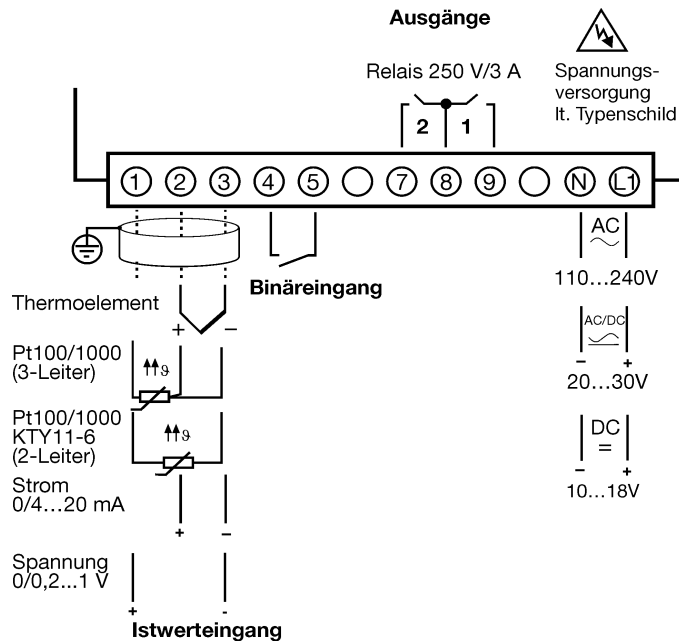 Ausgänge
Relais 250 V/3 A
Spannungs-
versorgung
lt. Typenschild
2 1
1 2 3 4 5 7 8 9 N L1
AC
110...240V
Binäreingang
Thermoelement
+ −
AC/DC
− +
20...30V
Pt100/1000
(3-Leiter)
ϑ
Pt100/1000
KTY11-6
(2-Leiter)
ϑ
DC
=
− +
10...18V
Strom
0/4...20 mA
+ −
Spannung
0/0,2...1 V
+ -
Istwerteingang